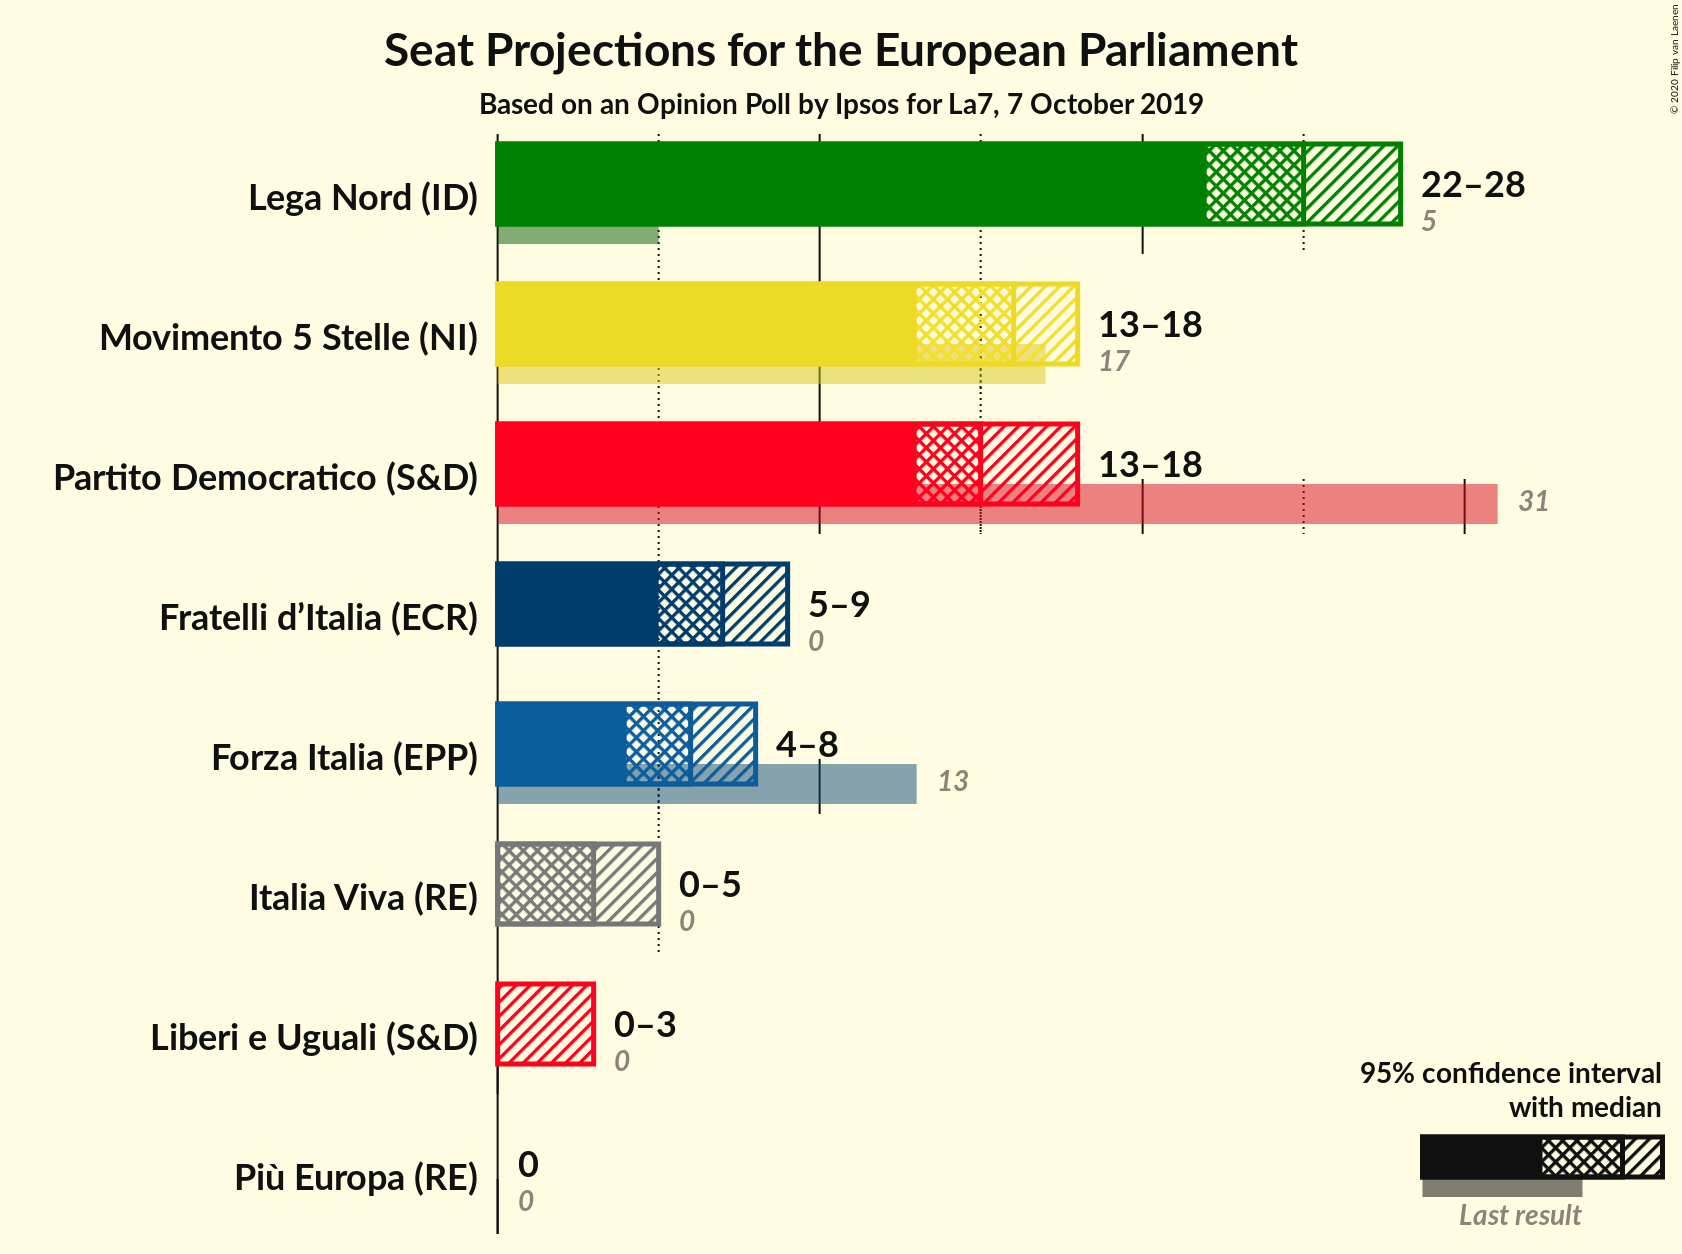 Seat Projections for the European Parliament
Based on an Opinion Poll by Ipsos for La7, 7 October 2019
© 2020 Filip van Laenen
Lega Nord (ID)
22–28
5
Movimento 5 Stelle (NI)
13–18
17
Partito Democratico (S&D)
13–18
31
Fratelli d’Italia (ECR)
5–9
0
Forza Italia (EPP)
4–8
13
Italia Viva (RE)
0–5
0
Liberi e Uguali (S&D)
0–3
0
Più Europa (RE)
0
0
95% confidence interval
with median
Last result